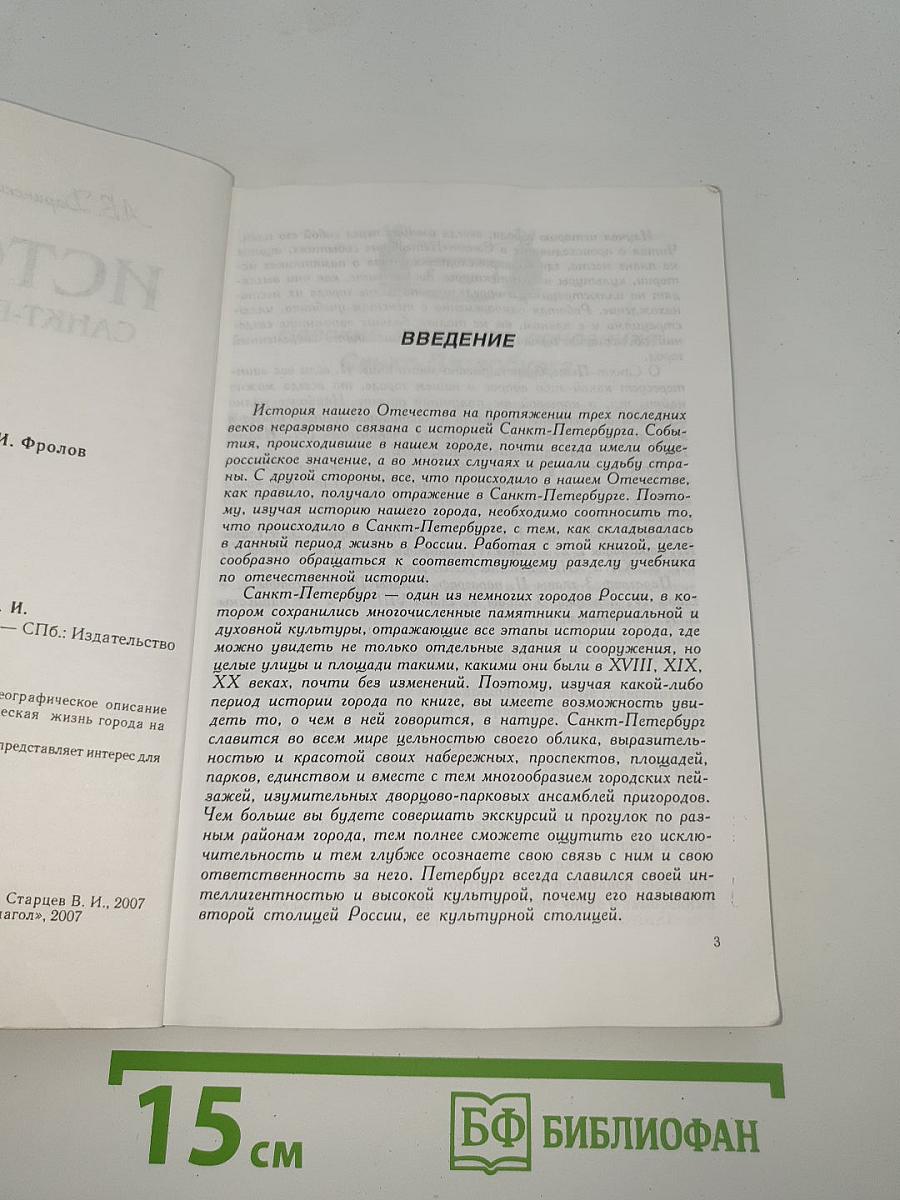 И. Фролов
И.
— СПб.: Издательство
географическое описание
жизнь города на
представляет интерес для
Старцев В. И., 2007
2007
ВВЕДЕНИЕ
История нашего Отечества на протяжении трех последних
веков неразрывно связана с историей Санкт-Петербурга. Собы-
тия, происходившие в нашем городе, почти всегда имели обще-
российское значение, а во многих случаях и решали судьбу стра-
ны. С другой стороны, все, что происходило в нашем Отечестве,
как правило, получало отражение в Санкт-Петербурге. Поэто-
му, изучая историю нашего города, необходимо соотносить то,
что происходило в Санкт-Петербурге, с тем, как складывалась
в данный период жизнь в России. Работая с этой книгой, целе-
сообразно обращаться к соответствующему разделу учебника
по отечественной истории.
Санкт-Петербург — один из немногих городов России, в ко-
тором сохранились многочисленные памятники материальной и
духовной культуры, отражающие все этапы истории города, где
можно увидеть не только отдельные здания и сооружения, но
целые улицы и площади такими, какими они были в XVIII, XIX,
XX веках, почти без изменений. Поэтому, изучая какой-либо
период истории города по книге, вы имеете возможность уви-
деть то, о чем в ней говорится, в натуре. Санкт-Петербург
славится во всем мире цельностью своего облика, выразитель-
ностью и красотой своих набережных, проспектов, площадей,
парков, единством и вместе с тем многообразием городских пей-
зажей, изумительных дворцово-парковых ансамблей пригородов.
Чем больше вы будете совершать экскурсий и прогулок по раз-
ным районам города, тем полнее сможете ощутить его исклю-
чительность и тем глубже осознаете свою связь с ним и свою
ответственность за него. Петербург всегда славился своей ин-
теллигентностью и высокой культурой, почему его называют
второй столицей России, ее культурной столицей.
3
15 см
БФ БИБЛИОФАН